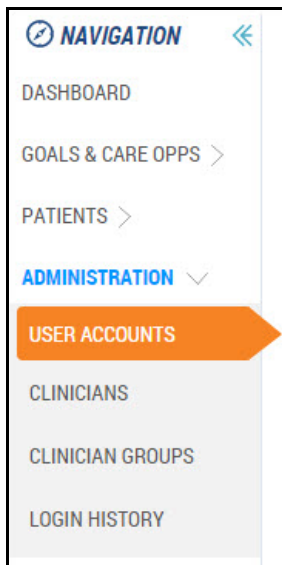 NAVIGATION
DASHBOARD
GOALS & CARE OPPS
PATIENTS
ADMINISTRATION
USER ACCOUNTS
CLINICIANS
CLINICIAN GROUPS
LOGIN HISTORY